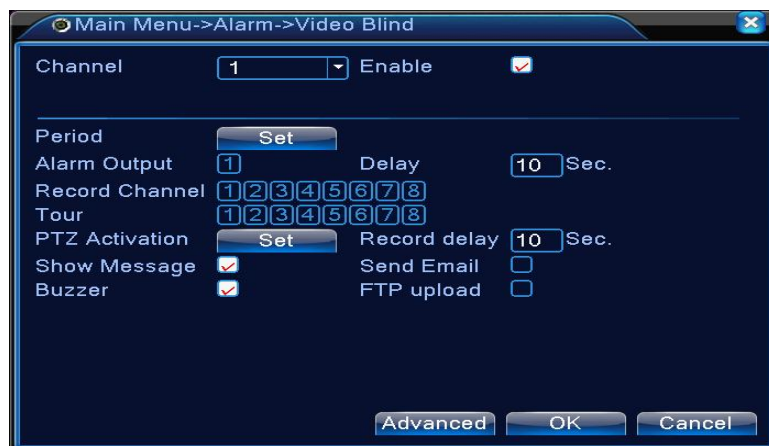 Main Menu->Alarm->Video Blind
Channel 1 Enable
Period Set
Alarm Output 1 Delay 10 Sec.
Record Channel 1 2 3 4 5 6 7 8
Tour 1 2 3 4 5 6 7 8
PTZ Activation Set Record delay 10 Sec.
Show Message Send Email
Buzzer FTP upload
Advanced OK Cancel